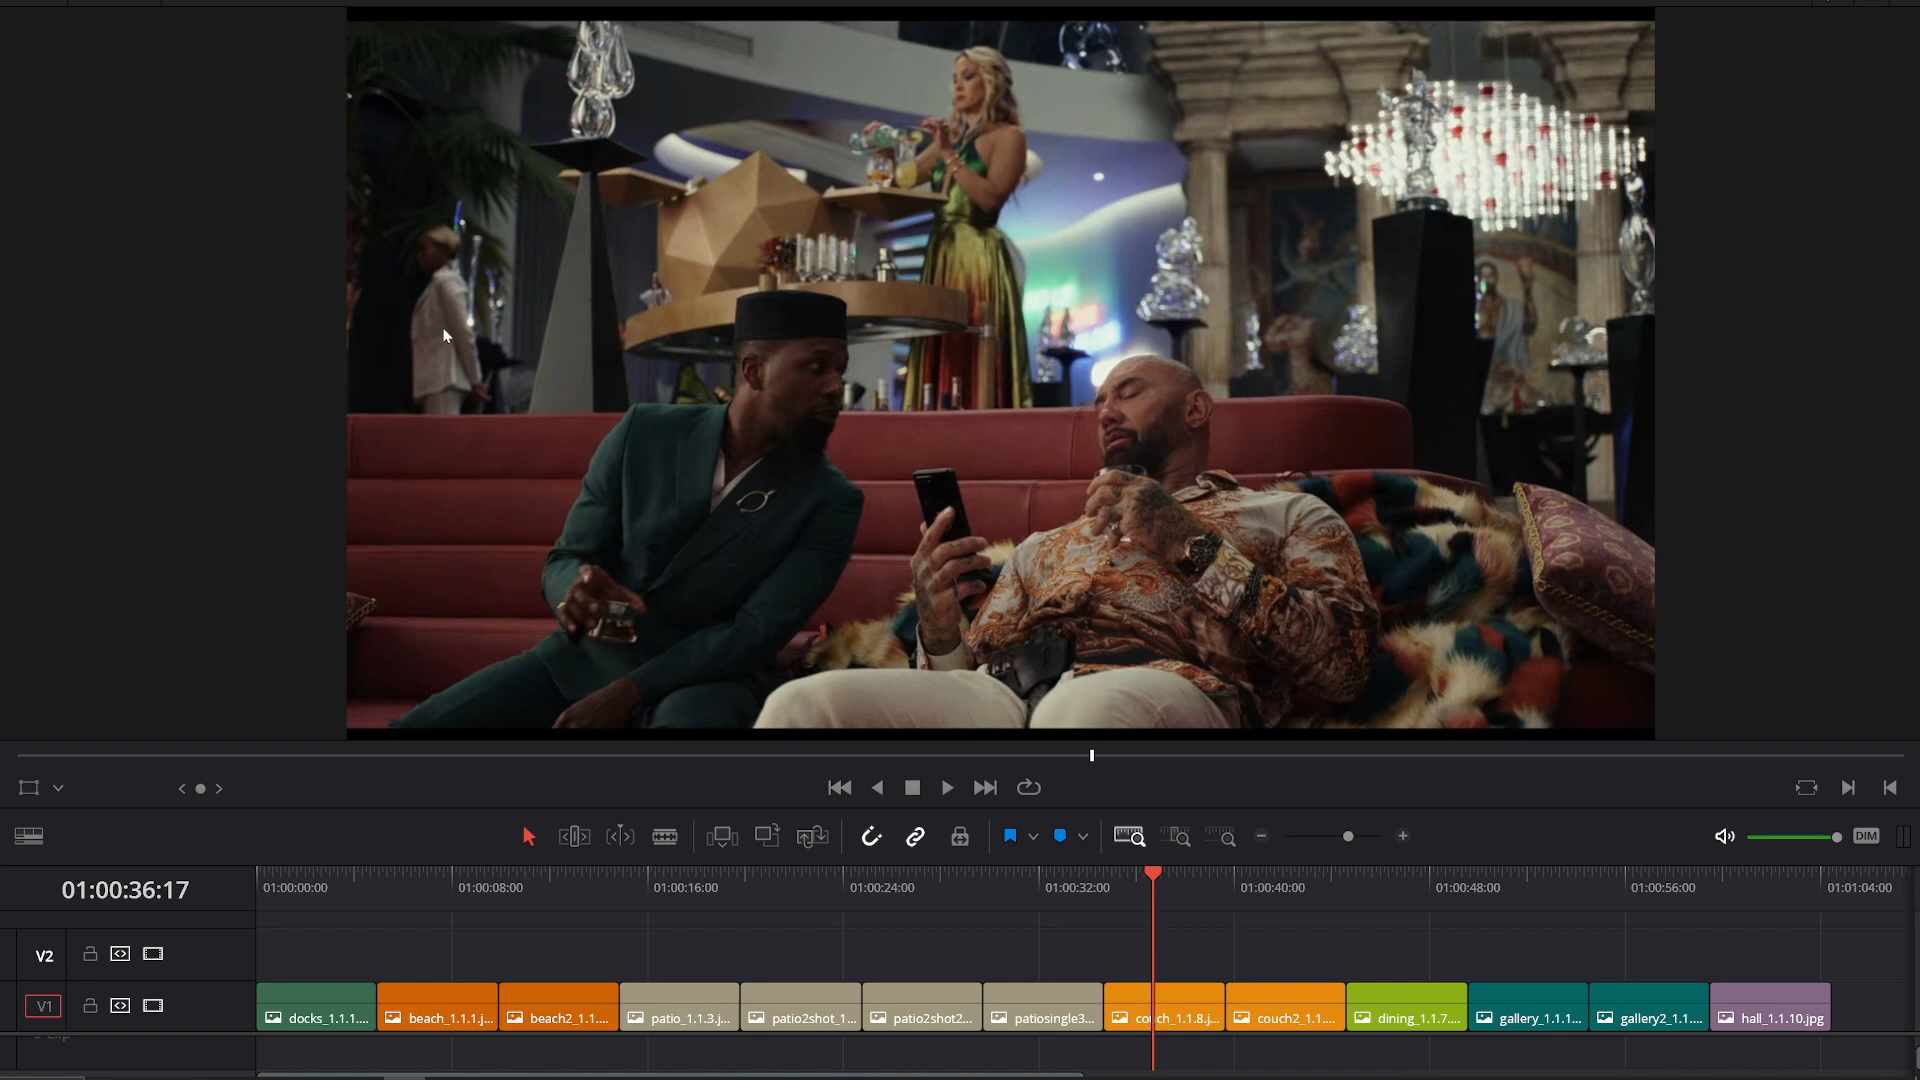 DIM
01:00:36:17
01:00:00:00 01:00:08:00 01:00:16:00 01:00:24:00 01:00:32:00 01:00:40:00 01:00:48:00 01:00:56:00 01:01:04:00
V2
V1
docks_1.1.1.... beach_1.1.1.j... beach2_1.1.... patio_1.1.3.j... patio2shot_1... patio2shot2... patiosingle3... couch_1.1.8.j... couch2_1.1.... dining_1.1.7.... gallery_1.1.1... gallery2_1.1.... hall_1.1.10.jpg